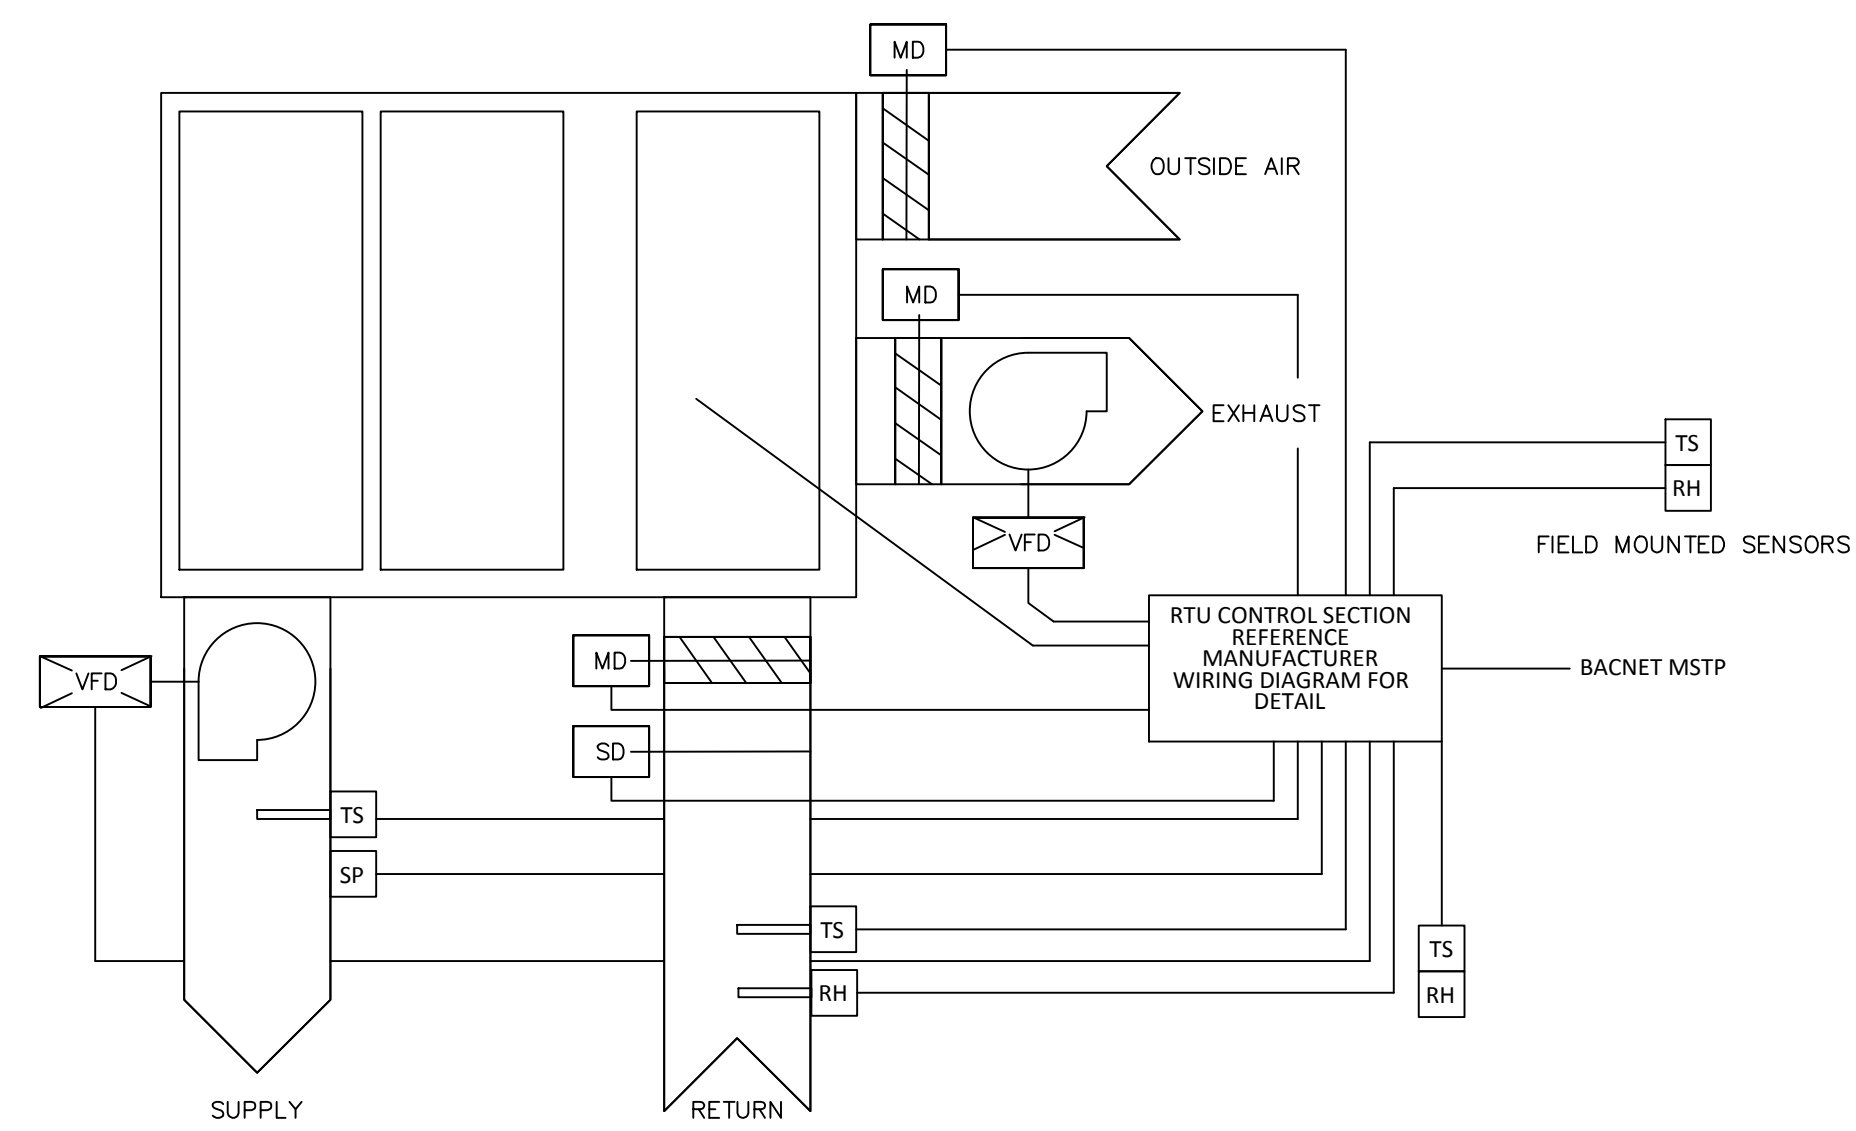 MD
OUTSIDE AIR
MD
EXHAUST
TS
RH
FIELD MOUNTED SENSORS
VFD
RTU CONTROL SECTION
REFERENCE
MANUFACTURER
WIRING DIAGRAM FOR
DETAIL
BACNET MSTP
VFD
MD
SD
TS
SP
TS
RH
TS
RH
SUPPLY
RETURN